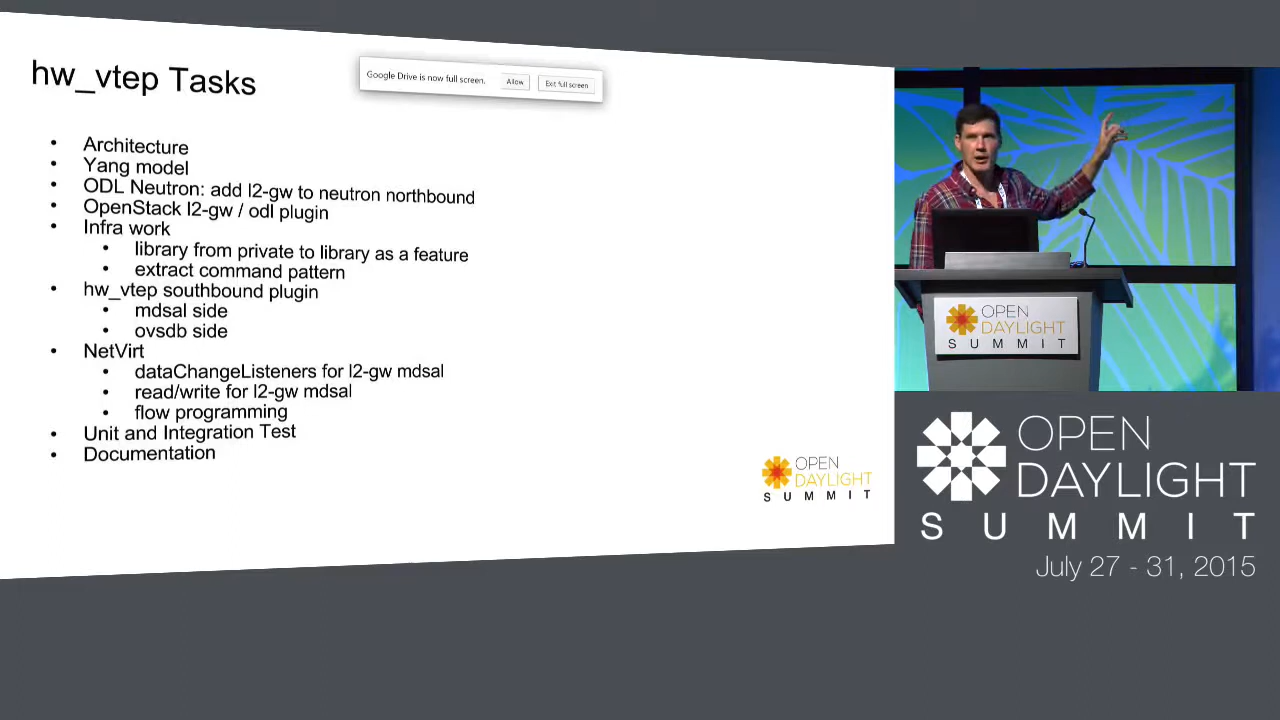 hw_vtep Tasks
Google Drive is now full screen. Allow Exit full screen
• Architecture
• Yang model
• ODL Neutron: add l2-gw to neutron northbound
• OpenStack l2-gw / odl plugin
• Infra work
• library from private to library as a feature
• extract command pattern
• hw_vtep southbound plugin
• mdsal side
• ovsdb side
• NetVirt
• dataChangeListeners for l2-gw mdsal
• read/write for l2-gw mdsal
• flow programming
• Unit and Integration Test
• Documentation
OPEN
DAYLIGHT
SUMMIT
OPEN
DAYLIGHT
SUMMIT
OPEN
DAYLIGHT
SUMMIT
July 27 - 31, 2015